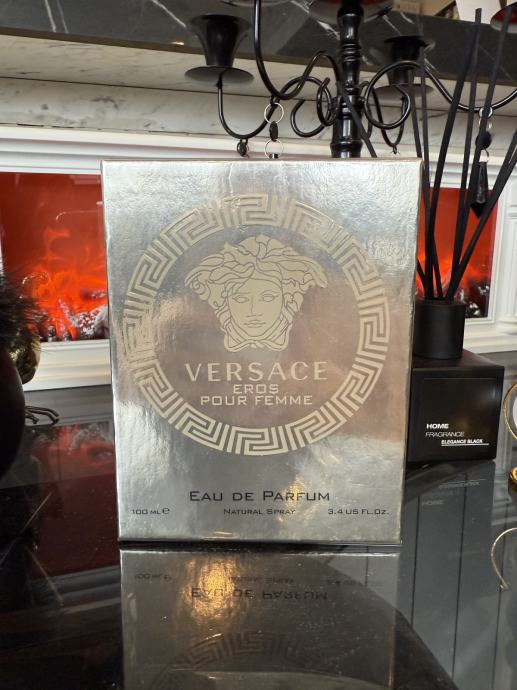 VERSACE
EROS
POUR FEMME
EAU DE PARFUM
100 ML e NATURAL SPRAY 3.4 US FL.OZ.
HOME
FRAGRANCE
ELEGANCE BLACK